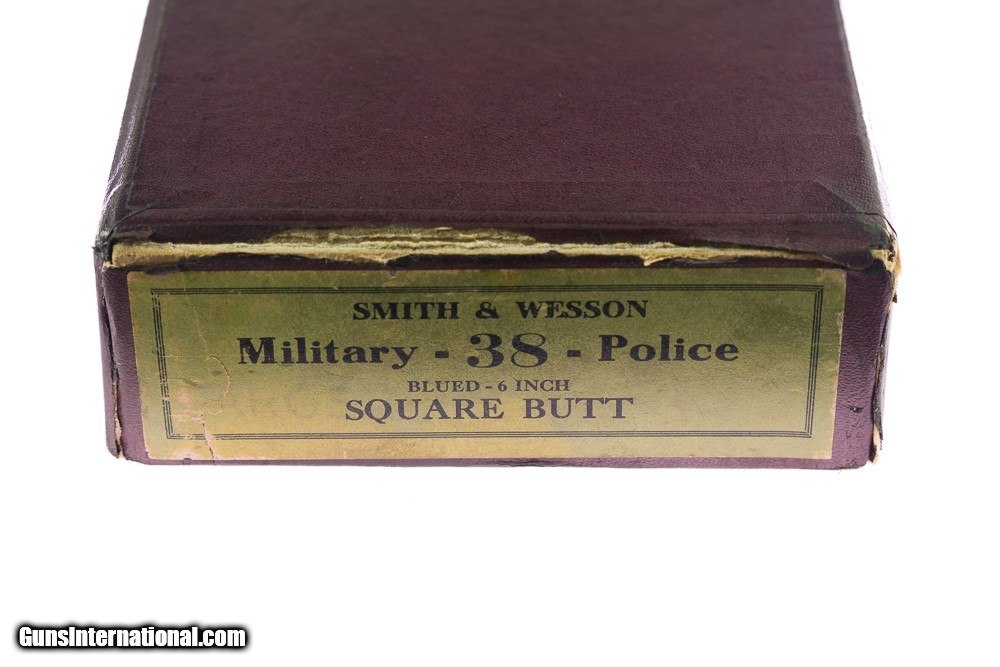 SMITH & WESSON
Military - 38 - Police
BLUED - 6 INCH
SQUARE BUTT
GunsInternational.com